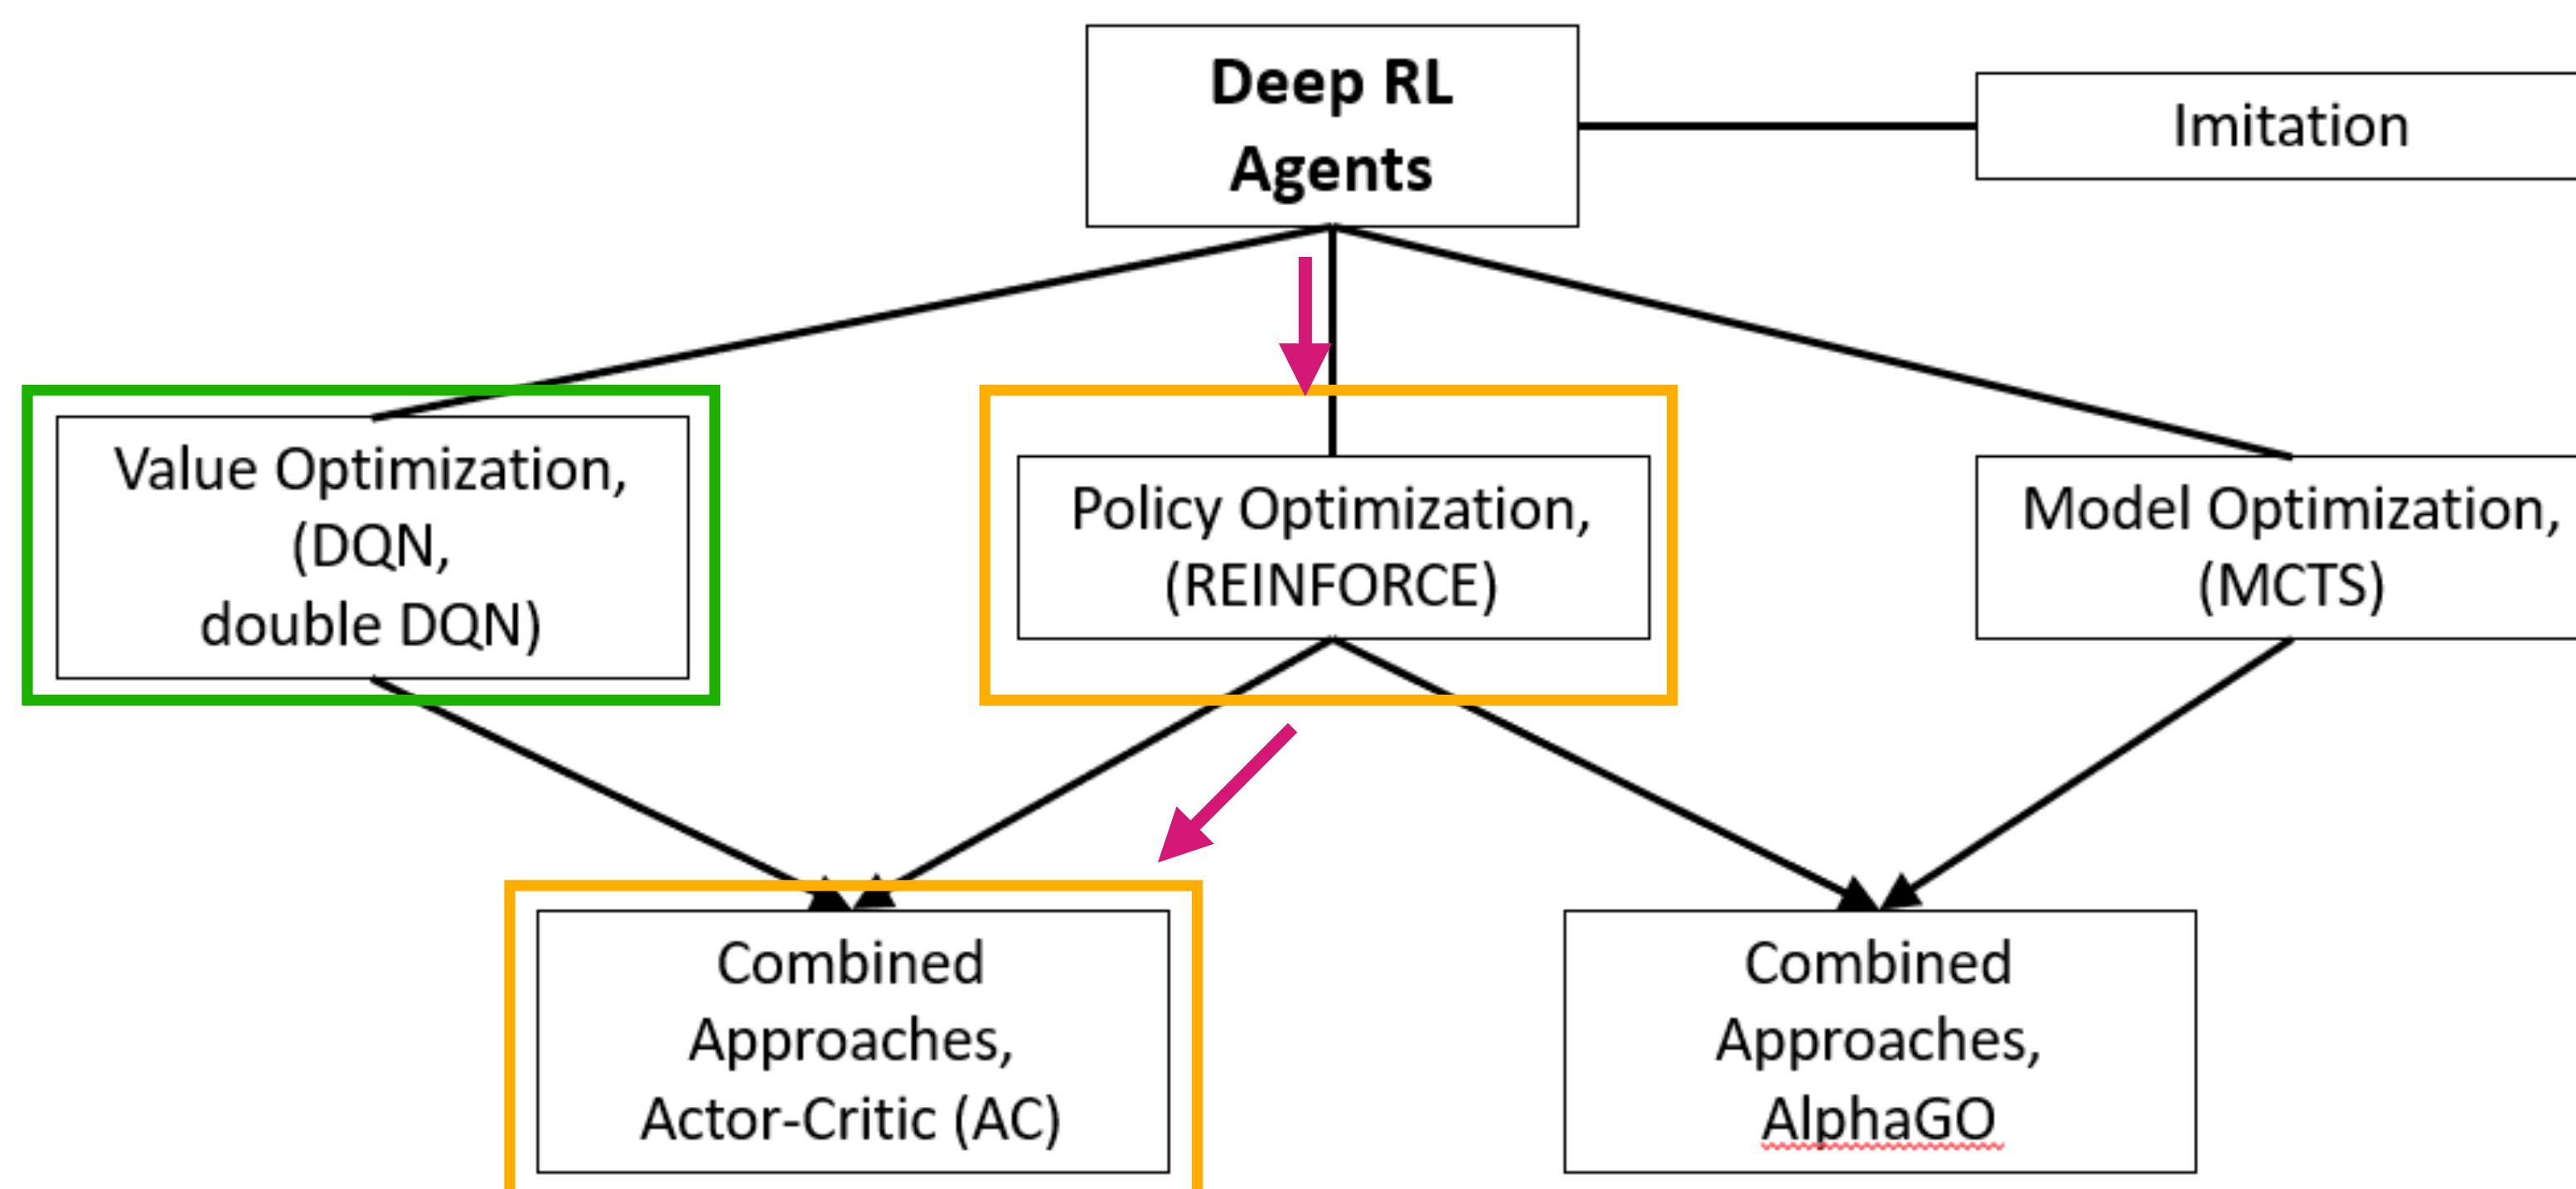 Deep RL
Agents
Imitation
Value Optimization,
(DQN,
double DQN)
Policy Optimization,
(REINFORCE)
Model Optimization,
(MCTS)
Combined
Approaches,
Actor-Critic (AC)
Combined
Approaches,
AlphaGO